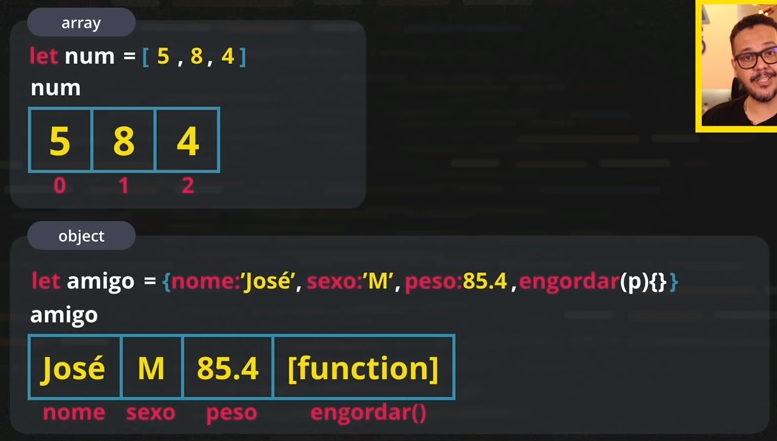 array
let num = [ 5 , 8 , 4 ]
num
5 8 4
0 1 2
object
let amigo = {nome:’José’, sexo:’M’, peso:85.4 , engordar(p){} }
amigo
José M 85.4 [function]
nome sexo peso engordar()